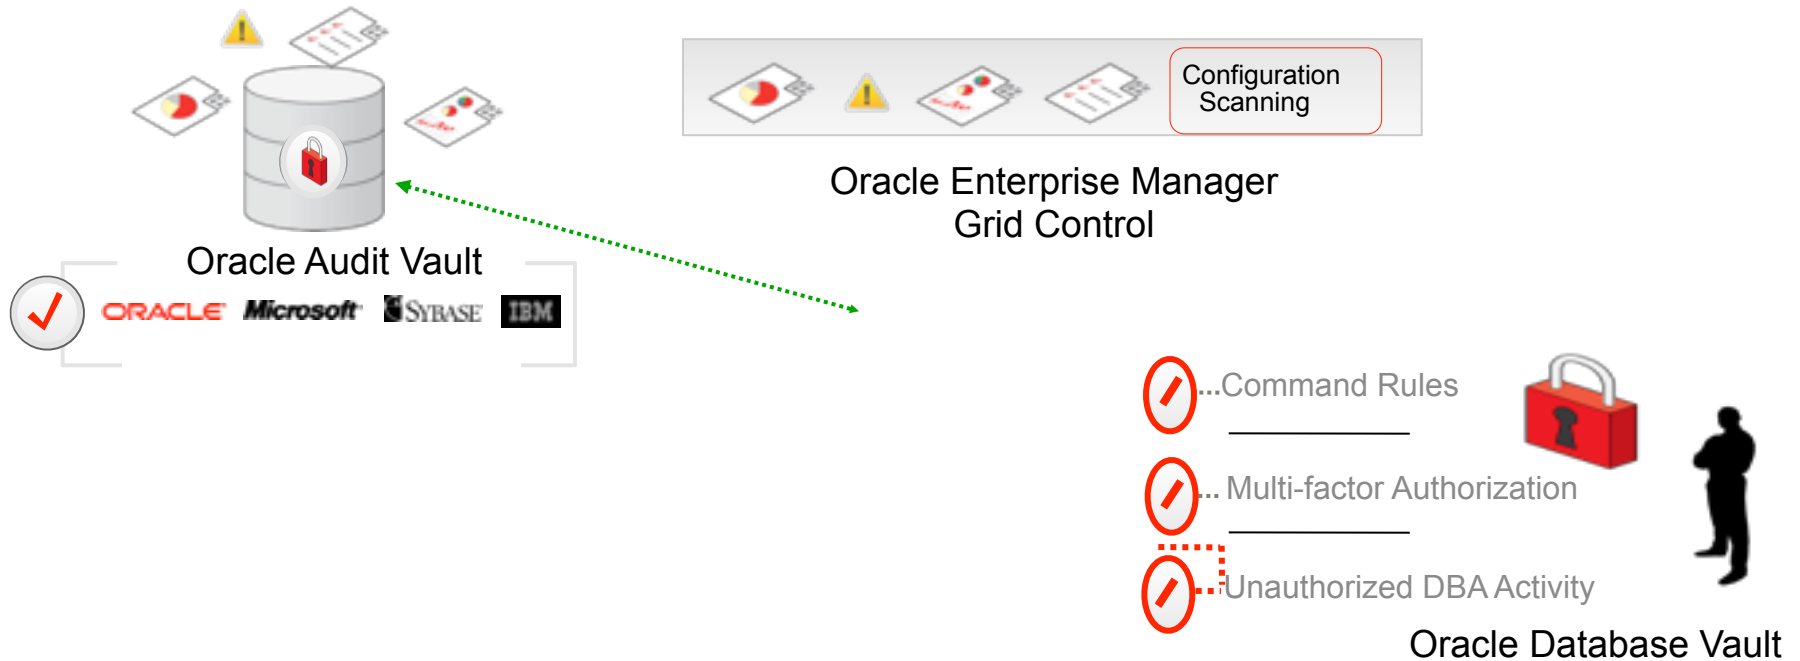 Configuration
Scanning
Oracle Enterprise Manager
Grid Control
Oracle Audit Vault
ORACLE Microsoft SYBASE IBM
...Command Rules
... Multi-factor Authorization
Unauthorized DBA Activity
Oracle Database Vault